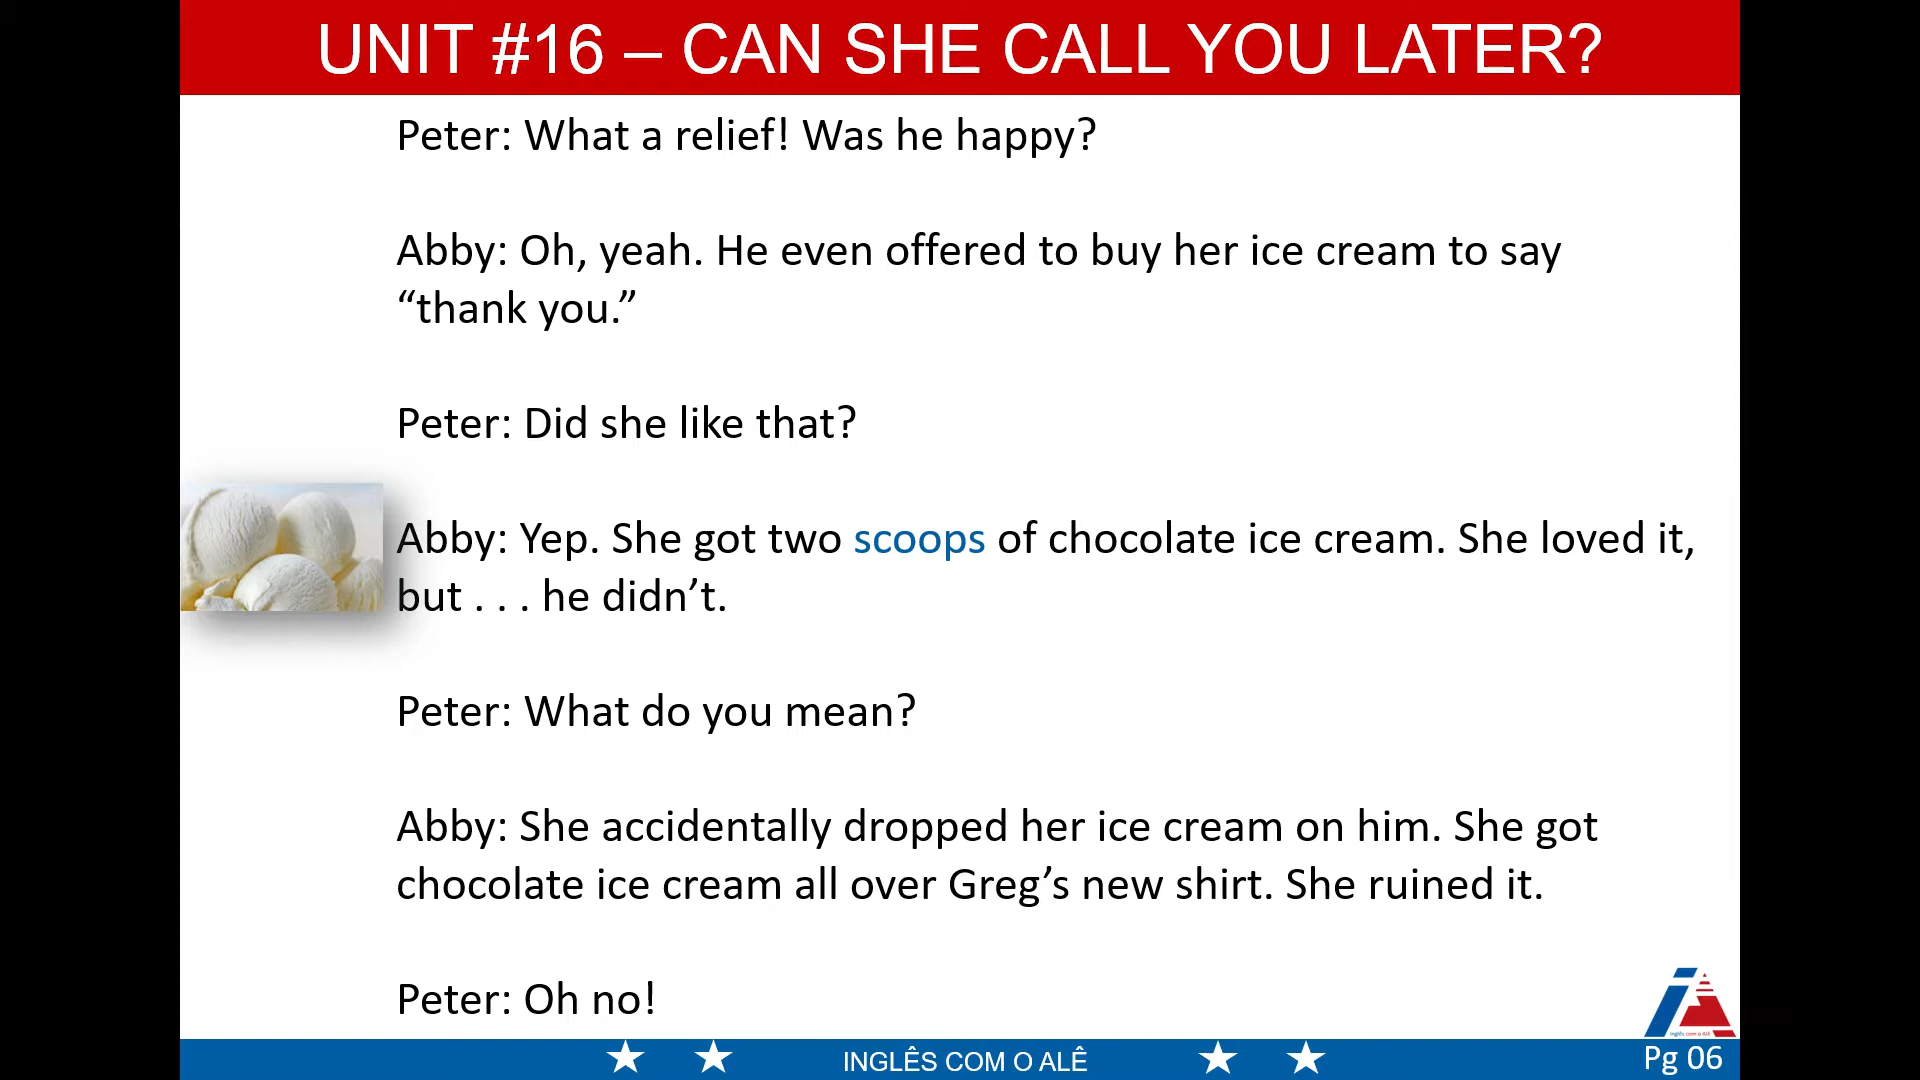 UNIT #16 – CAN SHE CALL YOU LATER?
Peter: What a relief! Was he happy?
Abby: Oh, yeah. He even offered to buy her ice cream to say
“thank you.”
Peter: Did she like that?
Abby: Yep. She got two scoops of chocolate ice cream. She loved it,
but . . . he didn’t.
Peter: What do you mean?
Abby: She accidentally dropped her ice cream on him. She got
chocolate ice cream all over Greg’s new shirt. She ruined it.
Peter: Oh no!
inglês com o Alê
INGLÊS COM O ALÊ
Pg 06